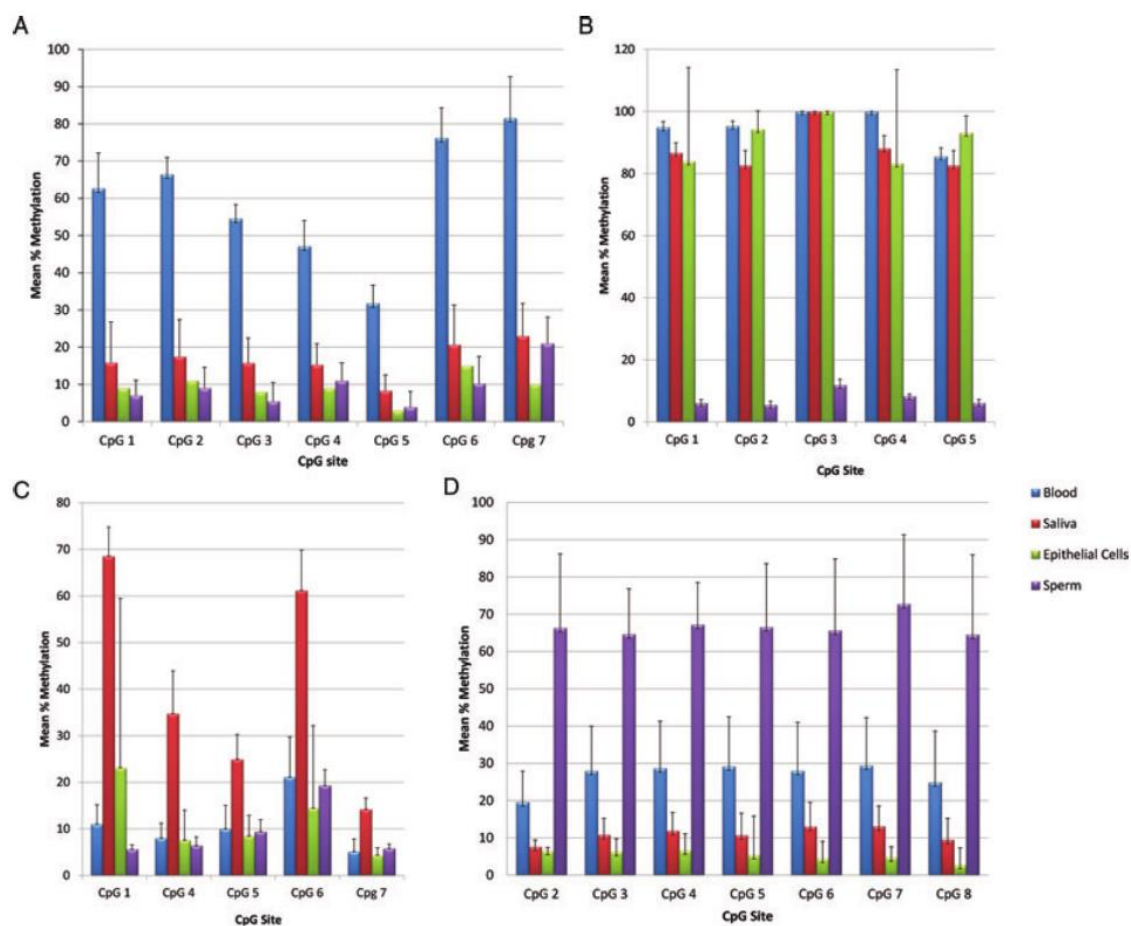 A
Mean % Methylation
100
90
80
70
60
50
40
30
20
10
0
CpG 1 CpG 2 CpG 3 CpG 4 CpG 5 CpG 6 Cpg 7
CpG site
B
Mean % Methylation
120
100
80
60
40
20
0
CpG 1 CpG 2 CpG 3 CpG 4 CpG 5
CpG Site
C
Mean % Methylation
80
70
60
50
40
30
20
10
0
CpG 1 CpG 4 CpG 5 CpG 6 Cpg 7
CpG Site
D
Mean % Methylation
100
90
80
70
60
50
40
30
20
10
0
CpG 2 CpG 3 CpG 4 CpG 5 CpG 6 CpG 7 CpG 8
CpG Site
Blood
Saliva
Epithelial Cells
Sperm